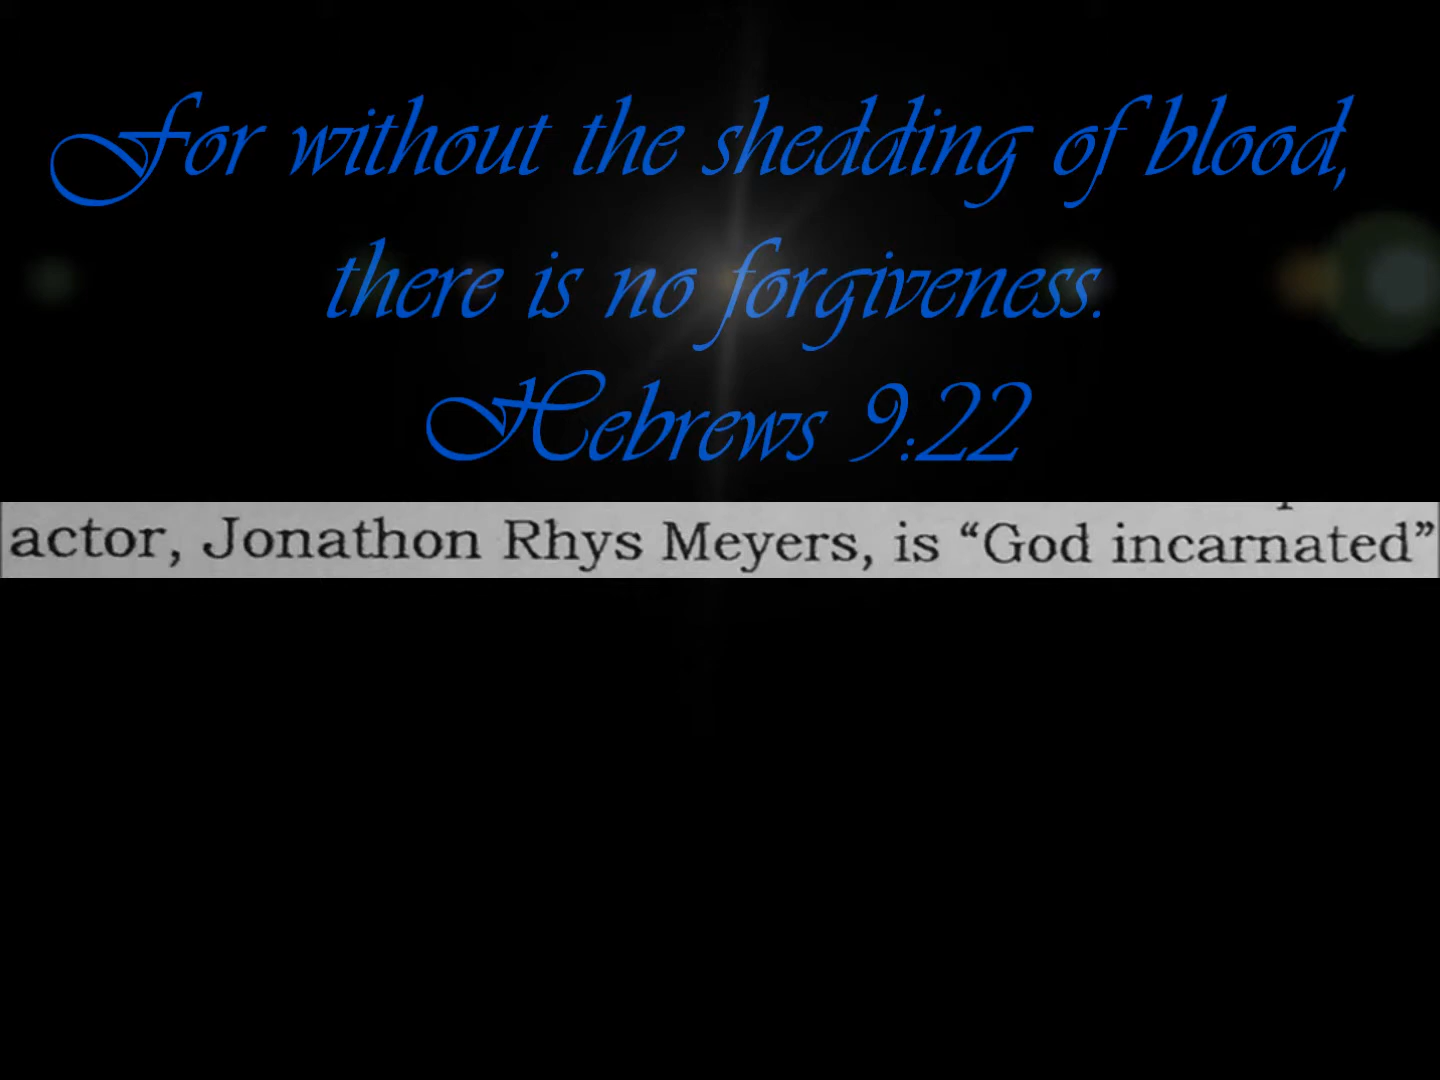 For without the shedding of blood,
there is no forgiveness.
Hebrews 9:22
actor, Jonathon Rhys Meyers, is “God incarnated”